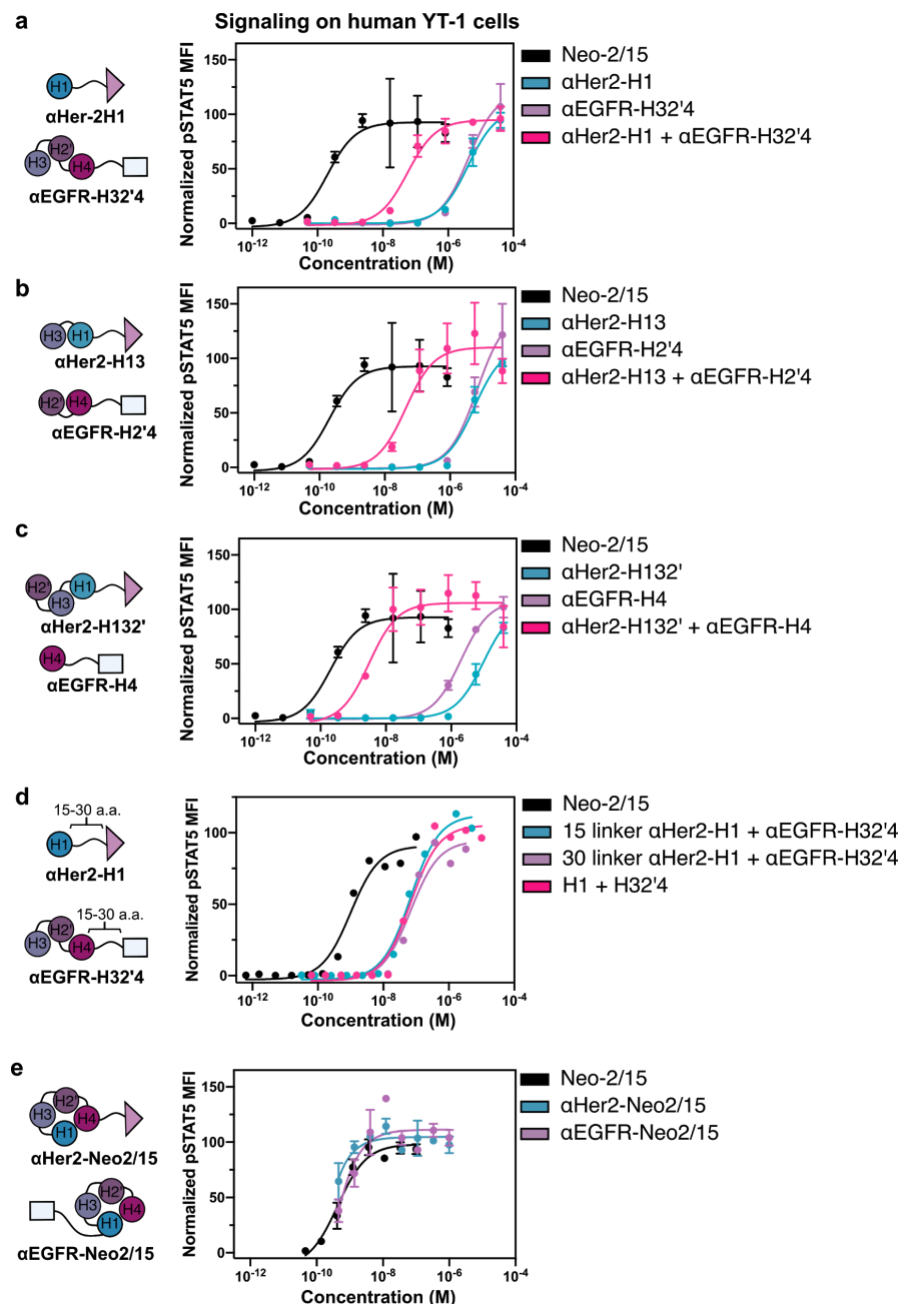 Signaling on human YT-1 cells
a
H1
αHer-2H1
H3 H2' H4
αEGFR-H32'4
Normalized pSTAT5 MFI
150
100
50
0
10-12 10-10 10-8 10-6 10-4
Concentration (M)
Neo-2/15
αHer2-H1
αEGFR-H32'4
αHer2-H1 + αEGFR-H32'4
b
H3 H1
αHer2-H13
H2' H4
αEGFR-H2'4
Normalized pSTAT5 MFI
150
100
50
0
10-12 10-10 10-8 10-6 10-4
Concentration (M)
Neo-2/15
αHer2-H13
αEGFR-H2'4
αHer2-H13 + αEGFR-H2'4
c
H2' H3 H1
αHer2-H132'
H4
αEGFR-H4
Normalized pSTAT5 MFI
150
100
50
0
10-12 10-10 10-8 10-6 10-4
Concentration (M)
Neo-2/15
αHer2-H132'
αEGFR-H4
αHer2-H132' + αEGFR-H4
d
15-30 a.a.
H1
αHer2-H1
15-30 a.a.
H3 H2' H4
αEGFR-H32'4
Normalized pSTAT5 MFI
100
50
0
10-12 10-10 10-8 10-6 10-4
Concentration (M)
Neo-2/15
15 linker αHer2-H1 + αEGFR-H32'4
30 linker αHer2-H1 + αEGFR-H32'4
H1 + H32'4
e
H3 H2' H4 H1
αHer2-Neo2/15
H3 H2' H4 H1
αEGFR-Neo2/15
Normalized pSTAT5 MFI
150
100
50
0
10-12 10-10 10-8 10-6 10-4
Concentration (M)
Neo-2/15
αHer2-Neo2/15
αEGFR-Neo2/15